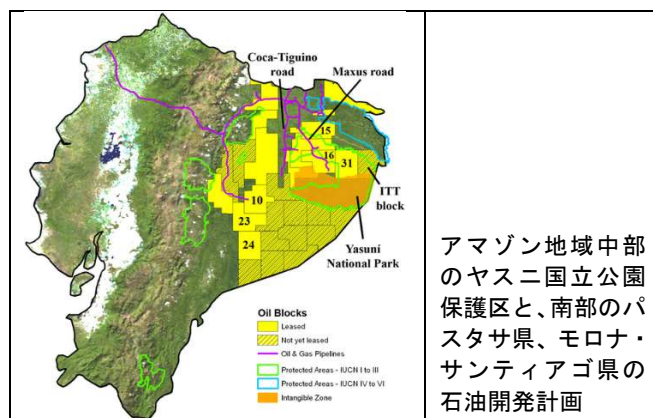 Coca-Tiguino
road
Maxus road
15
16
31
ITT
block
10
23
24
Yasuni
National Park
Oil Blocks
Leased
Not yet leased
Oil & Gas Pipelines
Protected Areas - IUCN I to III
Protected Areas - IUCN IV to VI
Intangible Zone
アマゾン地域中部
のヤスニ国立公園
保護区と、南部のパ
スタサ県、モロナ・
サンティアゴ県の
石油開発計画